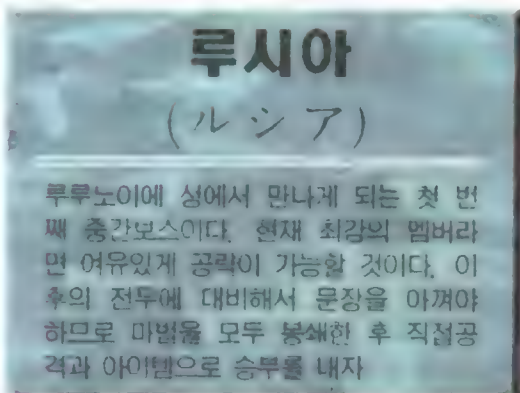 루시아
(ルシア)
루루노이에 성에서 만나게 되는 첫 번
째 중간보스이다. 현재 최강의 멤버라
면 여유있게 공략이 가능할 것이다. 이
후의 전투에 대비해서 문장을 아껴야
하므로 마법을 모두 봉쇄한 후 직접공
격과 아이템으로 승부를 내자